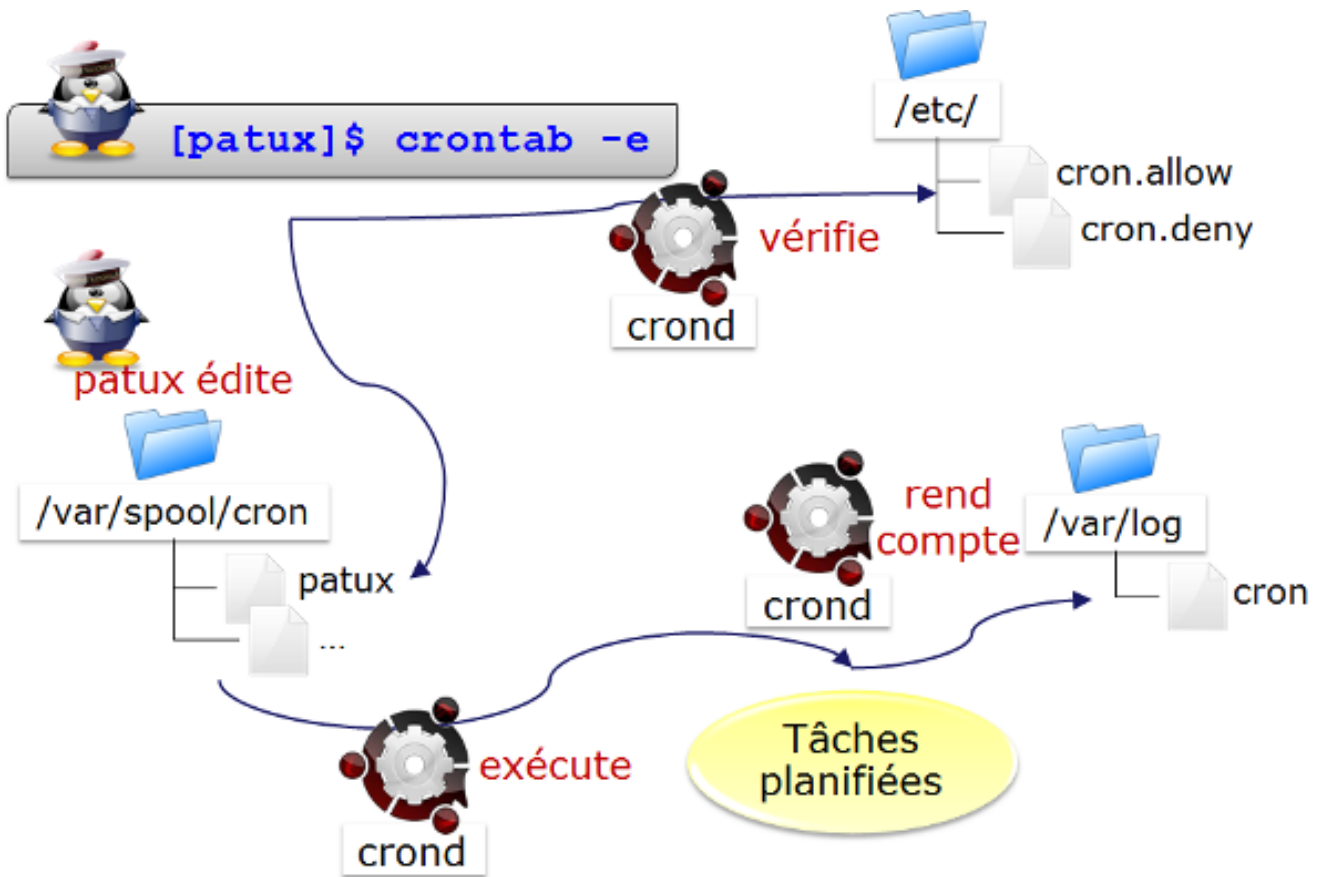 [patux]$ crontab -e
/etc/
cron.allow
cron.deny
vérifie
crond
patux édite
/var/spool/cron
patux
...
rend
compte
crond
/var/log
cron
exécute
crond
Tâches
planifiées